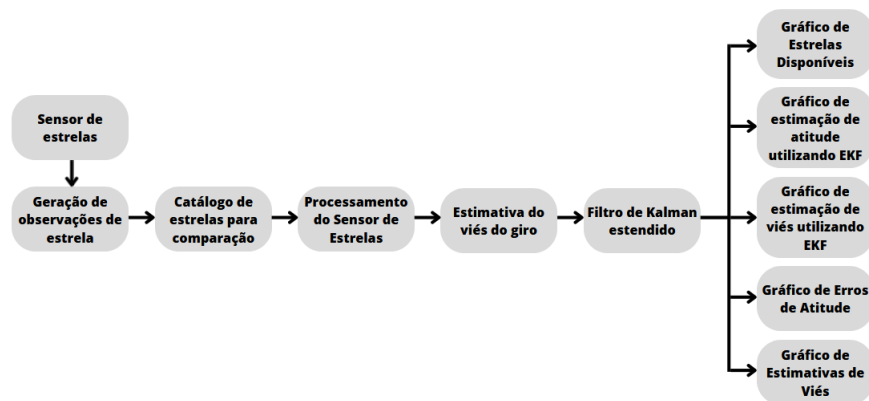 Sensor de
estrelas
Geração de
observações de
estrela
Catálogo de
estrelas para
comparação
Processamento
do Sensor de
Estrelas
Estimativa do
viés do giro
Filtro de Kalman
estendido
Gráfico de
Estrelas
Disponíveis
Gráfico de
estimação de
atitude
utilizando EKF
Gráfico de
estimação de
viés utilizando
EKF
Gráfico de Erros
de Atitude
Gráfico de
Estimativas de
Viés